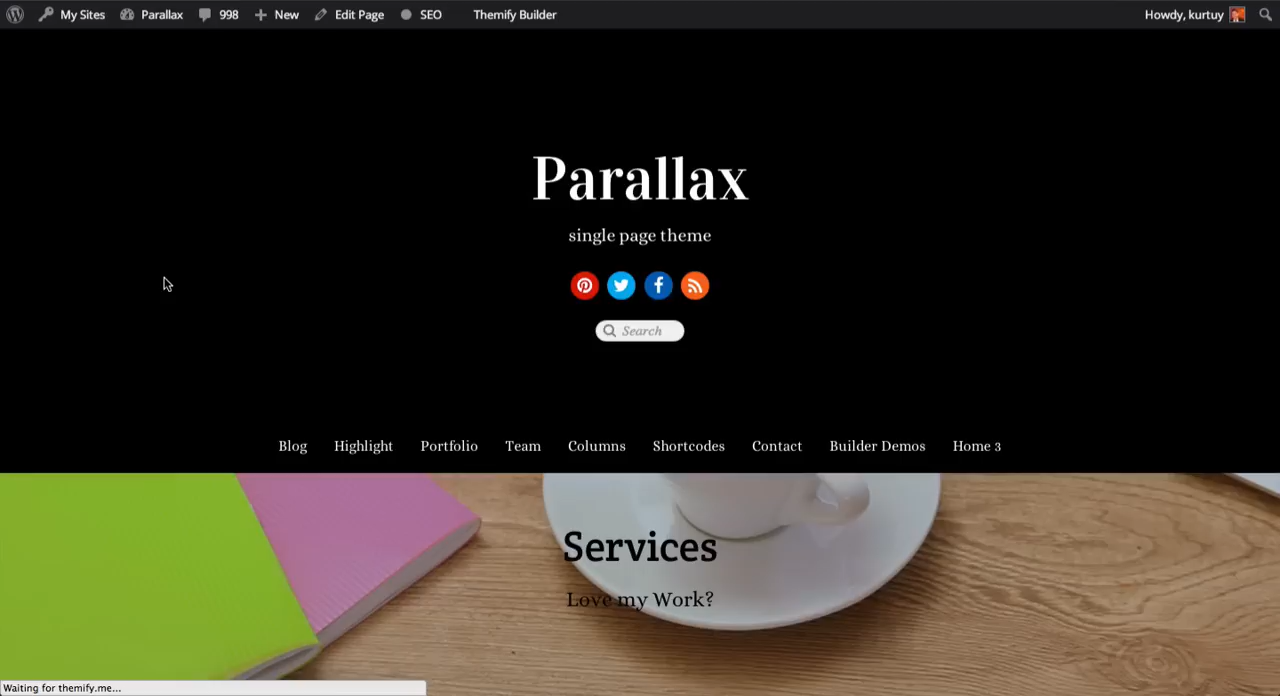 My Sites Parallax 998 New Edit Page SEO Themify Builder Howdy, kurtuy
Parallax
single page theme
Search
Blog Highlight Portfolio Team Columns Shortcodes Contact Builder Demos Home 3
Services
Love my Work?
Waiting for themify.me...